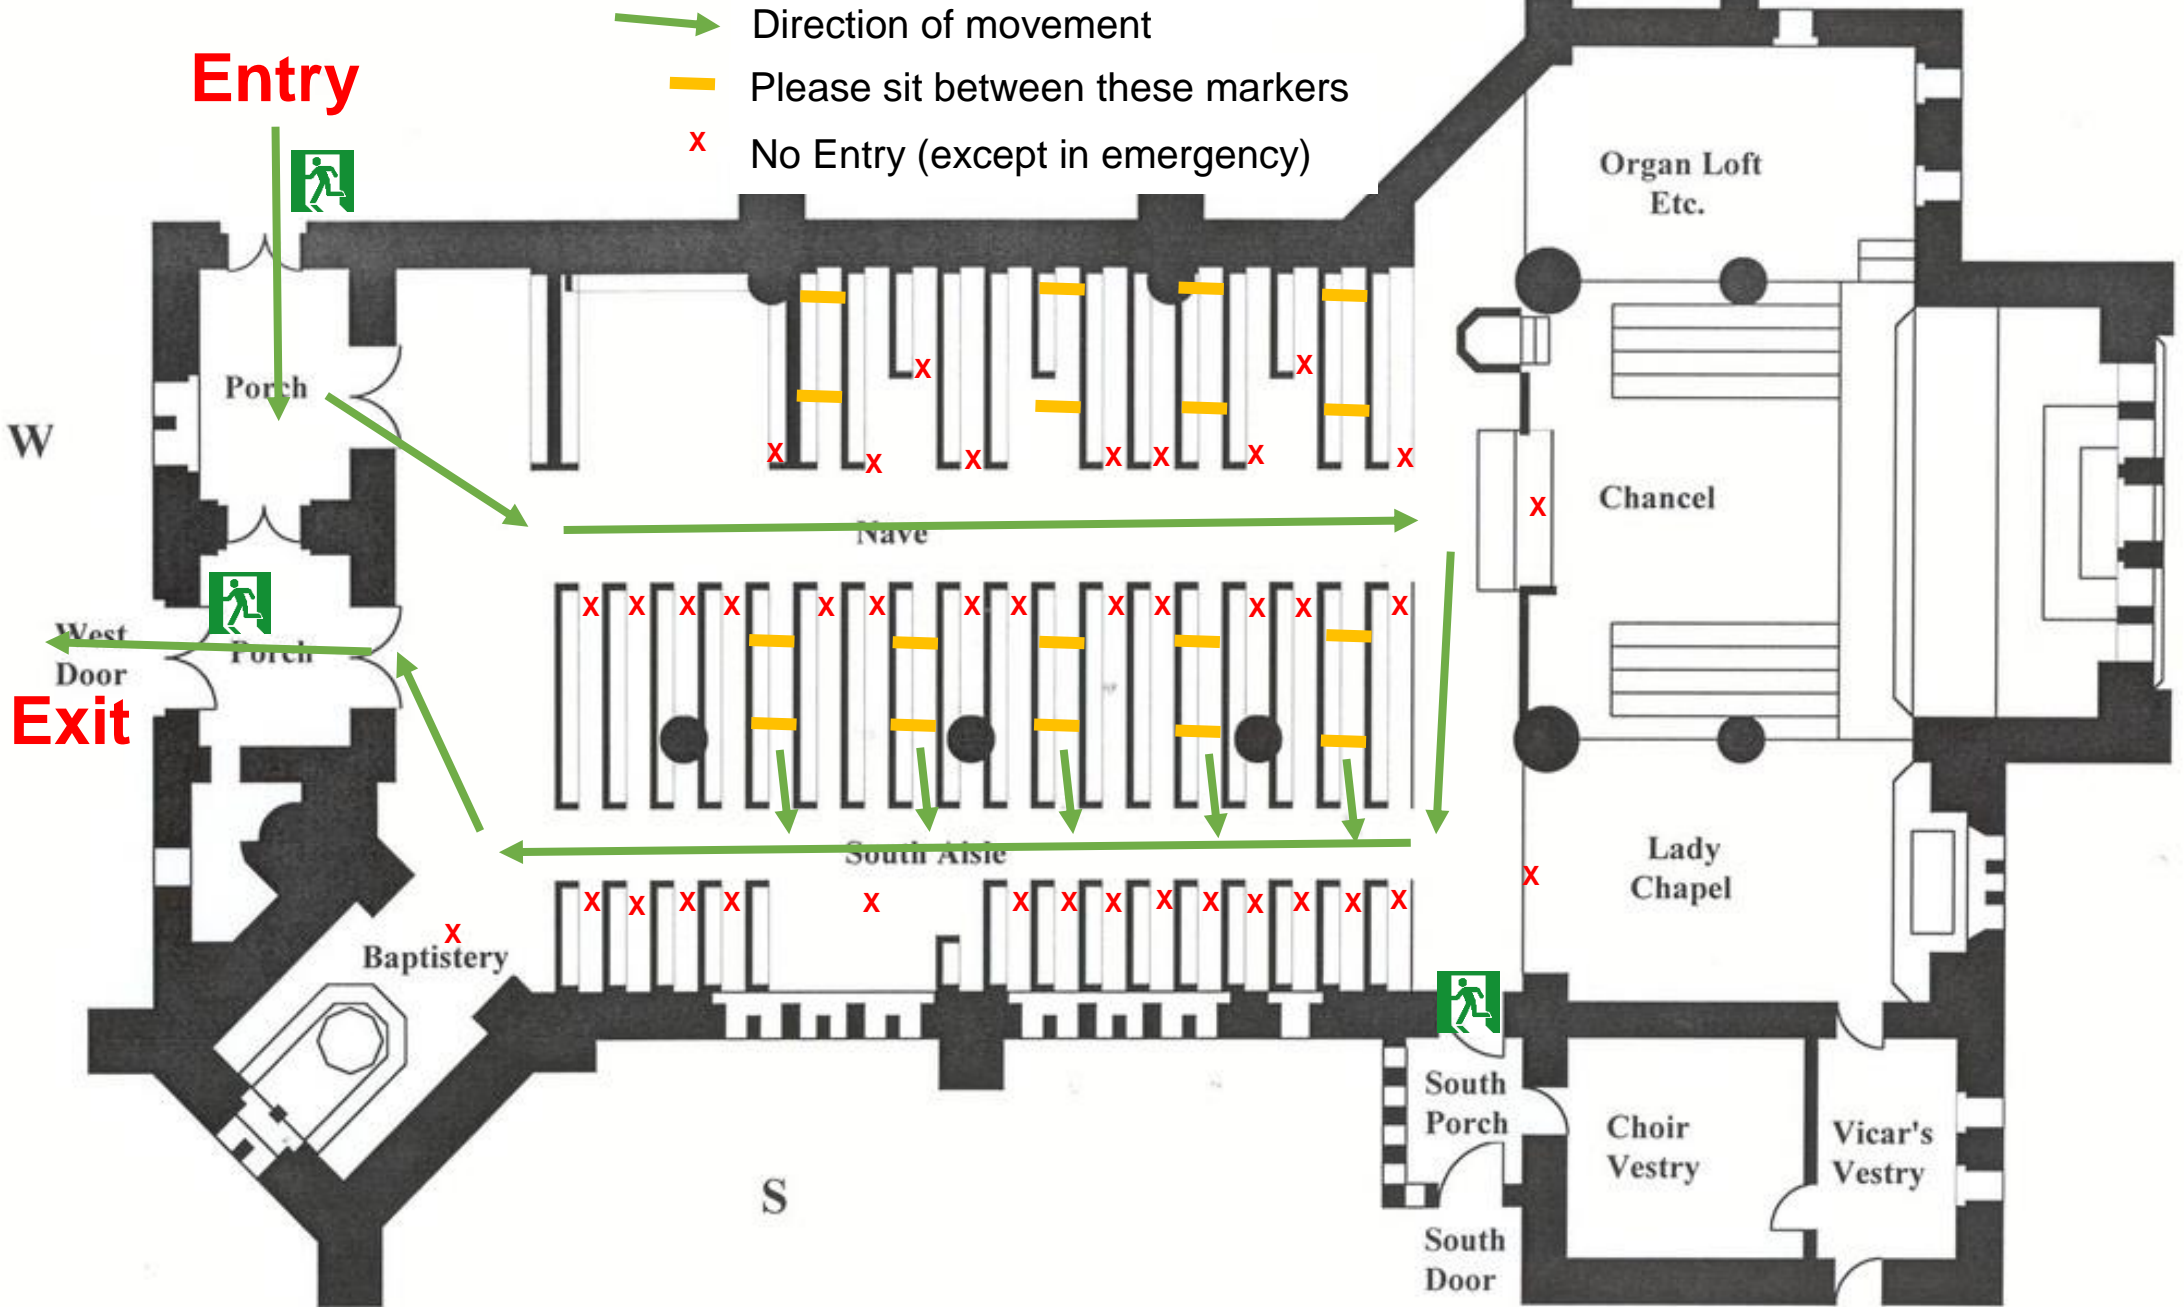 Direction of movement
Entry
Please sit between these markers
x No Entry (except in emergency)
Organ Loft
Etc.
Porch
W
x x
x x x x x x x
Nave
Chancel
x
x x x x x x x x x x x x x x
West
Door
Porch
Exit
South Aisle
Lady
Chapel
x
x x x x x x x x x x x x x x
x
Baptistery
South
Porch
Choir
Vestry
Vicar's
Vestry
S
South
Door